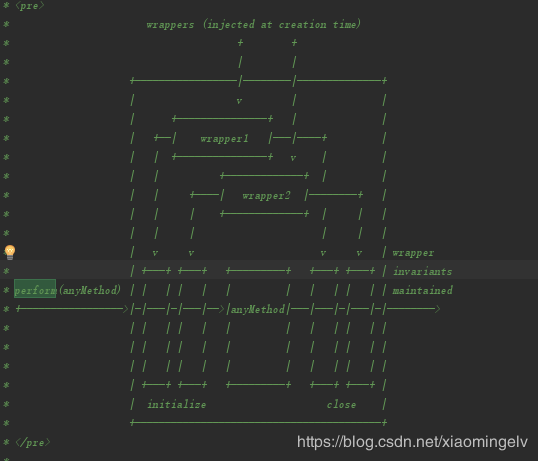 * <pre>
* wrappers (injected at creation time)
* + +
* | |
* +-----------------|--------|--------------+
* | v | |
* | +---------------+ | |
* | +--| wrapper1 |---|----+ |
* | | +---------------+ v | |
* | | +-------------+ | |
* | | +----| wrapper2 |--------+ |
* | | | +-------------+ | | |
* | | | | | |
* | v v v v | wrapper
* | +---+ +---+ +---------+ +---+ +---+ | invariants
* perform(anyMethod) | | | | | | | | | | | | maintained
* +----------------->|-|---|-|---|-->|anyMethod|---|---|-|---|-|-------->
* | | | | | | | | | | | |
* | | | | | | | | | | | |
* | | | | | | | | | | | |
* | +---+ +---+ +---------+ +---+ +---+ |
* | initialize close |
* +-----------------------------------------+
* </pre>
https://blog.csdn.net/xiaomingelv